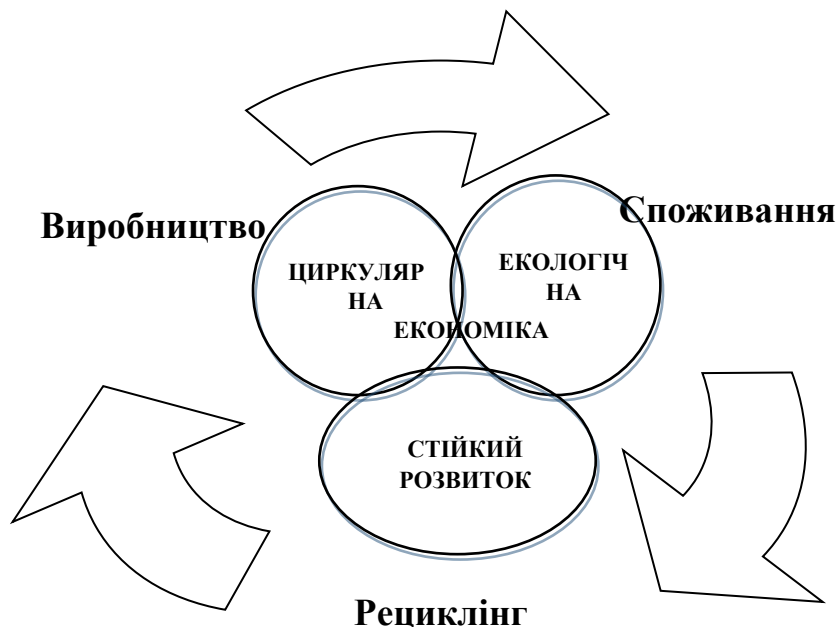 Виробництво
Споживання
ЦИРКУЛЯР
НА
ЕКОЛОГІЧ
НА
ЕКОНОМІКА
СТІЙКИЙ
РОЗВИТОК
Рециклінг